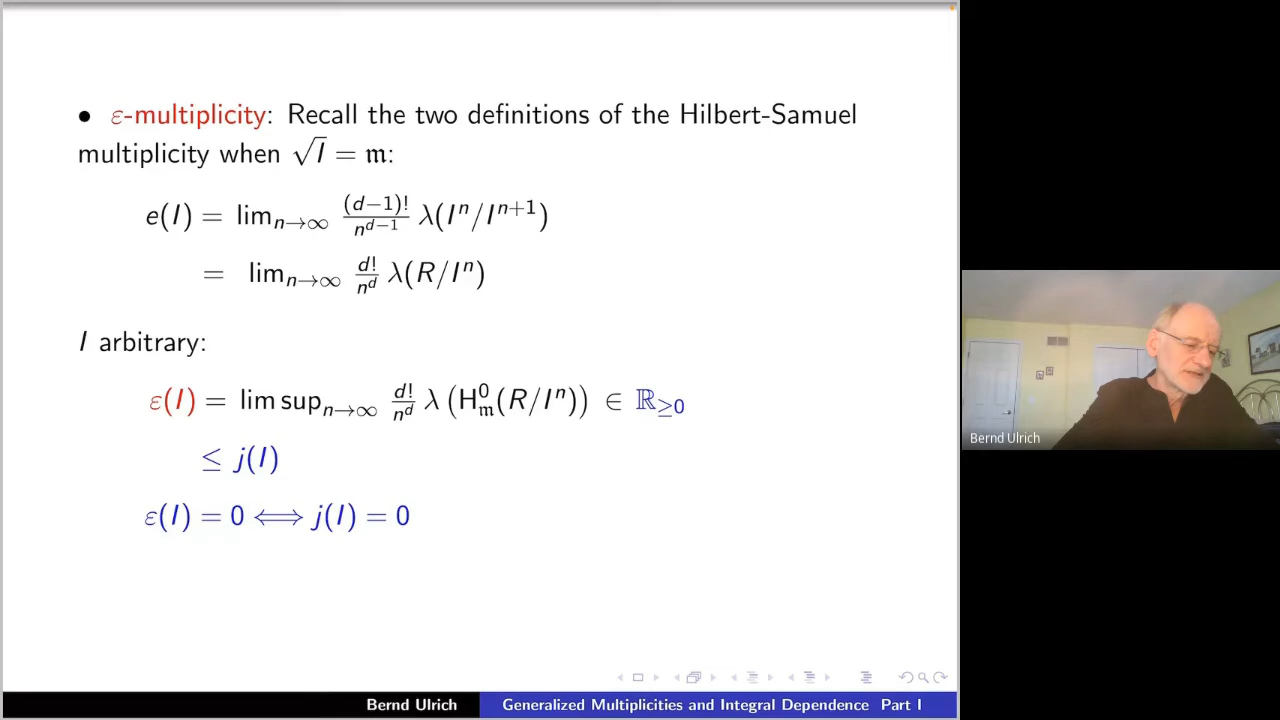 • ε-multiplicity: Recall the two definitions of the Hilbert-Samuel
multiplicity when √I = 𝔪:
e(I) = lim_{n→∞} (d−1)!/n^{d−1} λ(I^n/I^{n+1})
= lim_{n→∞} d!/n^d λ(R/I^n)
I arbitrary:
ε(I) = lim sup_{n→∞} d!/n^d λ(H^0_𝔪(R/I^n)) ∈ ℝ_{≥0}
≤ j(I)
ε(I) = 0 ⟺ j(I) = 0
Bernd Ulrich
Bernd Ulrich Generalized Multiplicities and Integral Dependence Part I